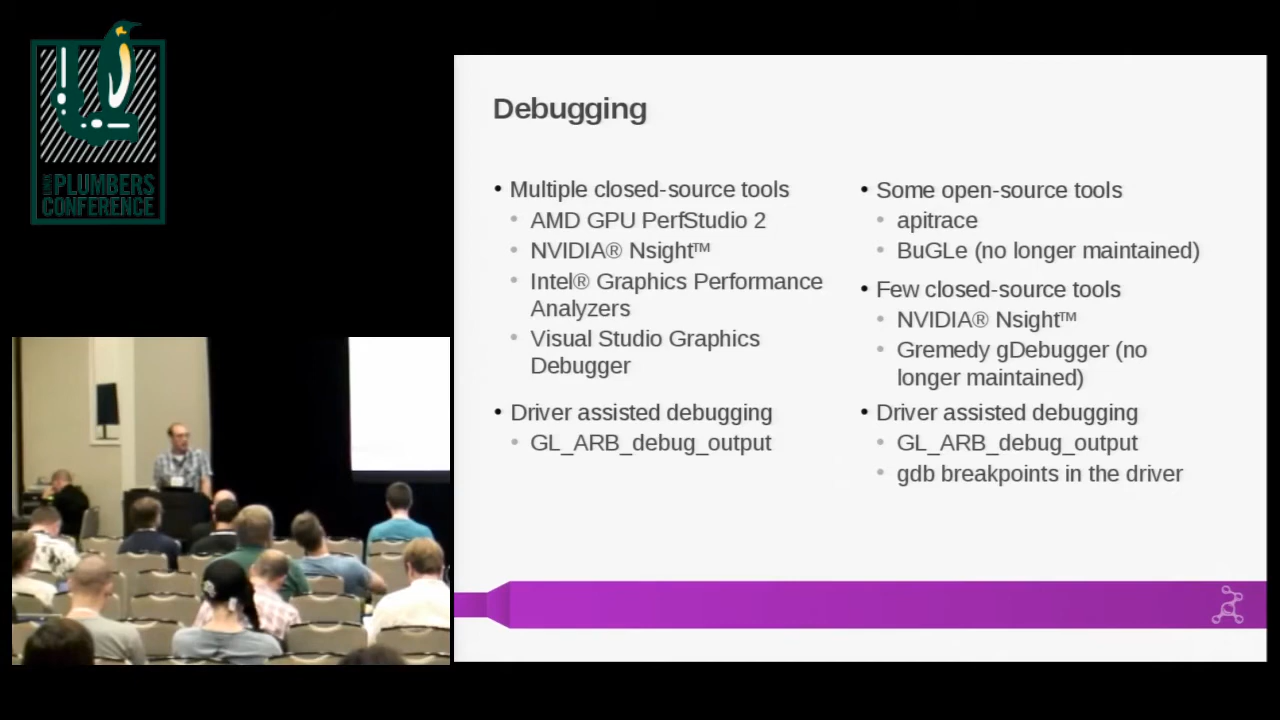 LINUX
PLUMBERS
CONFERENCE
Debugging
• Multiple closed-source tools
• AMD GPU PerfStudio 2
• NVIDIA® Nsight™
• Intel® Graphics Performance
Analyzers
• Visual Studio Graphics
Debugger
• Driver assisted debugging
• GL_ARB_debug_output
• Some open-source tools
• apitrace
• BuGLe (no longer maintained)
• Few closed-source tools
• NVIDIA® Nsight™
• Gremedy gDebugger (no
longer maintained)
• Driver assisted debugging
• GL_ARB_debug_output
• gdb breakpoints in the driver